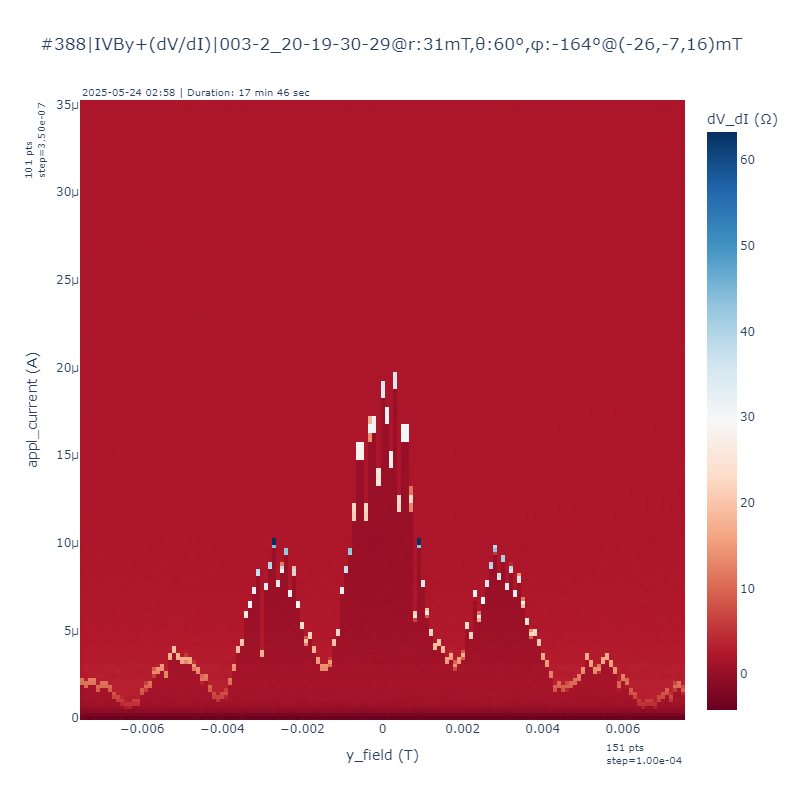 #388|IVBy+(dV/dI)|003-2_20-19-30-29@r:31mT,θ:60°,φ:-164°@(-26,-7,16)mT
2025-05-24 02:58 | Duration: 17 min 46 sec
101 pts
step=3.50e-07
35μ
30μ
25μ
20μ
15μ
10μ
5μ
0
appl_current (A)
−0.006
−0.004
−0.002
0
0.002
0.004
0.006
y_field (T)
151 pts
step=1.00e-04
dV_dI (Ω)
60
50
40
30
20
10
0